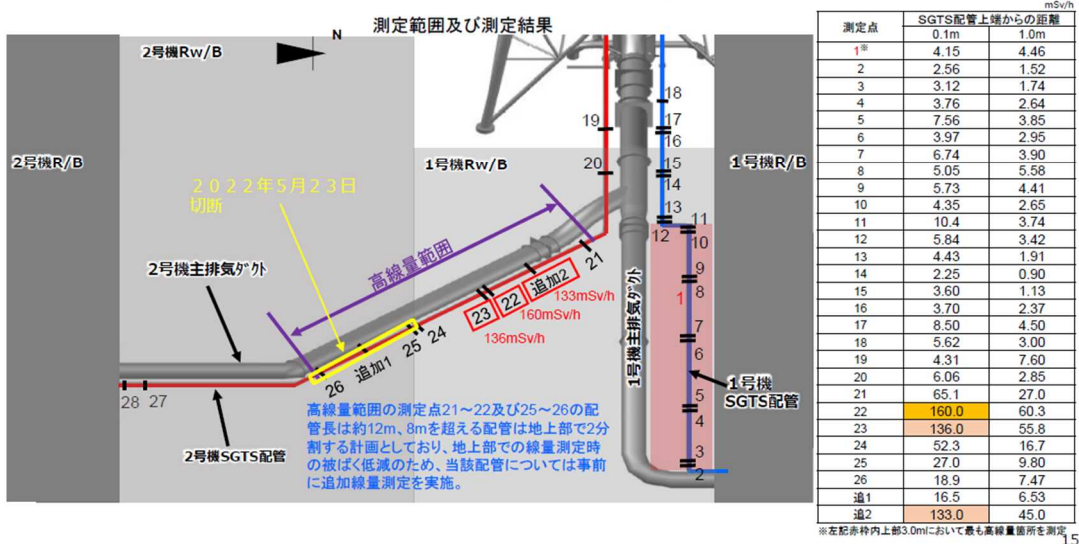 測定範囲及び測定結果
N
2号機Rw/B
2号機R/B
2022年5月23日
切断
高線量範囲
2号機主排気ﾀﾞｸﾄ
1号機Rw/B
1号機R/B
19
20
18
17
16
15
14
13
12
11
10
9
8
1
7
6
5
4
3
2
21
追加2
133mSv/h
22
160mSv/h
23
136mSv/h
24
25
追加1
26
28
27
2号機SGTS配管
1号機主排気ﾀﾞｸﾄ
1号機
SGTS配管
高線量範囲の測定点21～22及び25～26の配
管長は約12m、8mを超える配管は地上部で2分
割する計画としており、地上部での線量測定時
の被ばく低減のため、当該配管については事前
に追加線量測定を実施。
mSv/h
測定点 SGTS配管上端からの距離
0.1m 1.0m
1※ 4.15 4.46
2 2.56 1.52
3 3.12 1.74
4 3.76 2.64
5 7.56 3.85
6 3.97 2.95
7 6.74 3.90
8 5.05 5.58
9 5.73 4.41
10 4.35 2.65
11 10.4 3.74
12 5.84 3.42
13 4.43 1.91
14 2.25 0.90
15 3.60 1.13
16 3.70 2.37
17 8.50 4.50
18 5.62 3.00
19 4.31 7.60
20 6.06 2.85
21 65.1 27.0
22 160.0 60.3
23 136.0 55.8
24 52.3 16.7
25 27.0 9.80
26 18.9 7.47
追1 16.5 6.53
追2 133.0 45.0
※左記赤枠内上部3.0mにおいて最も高線量箇所を測定
15